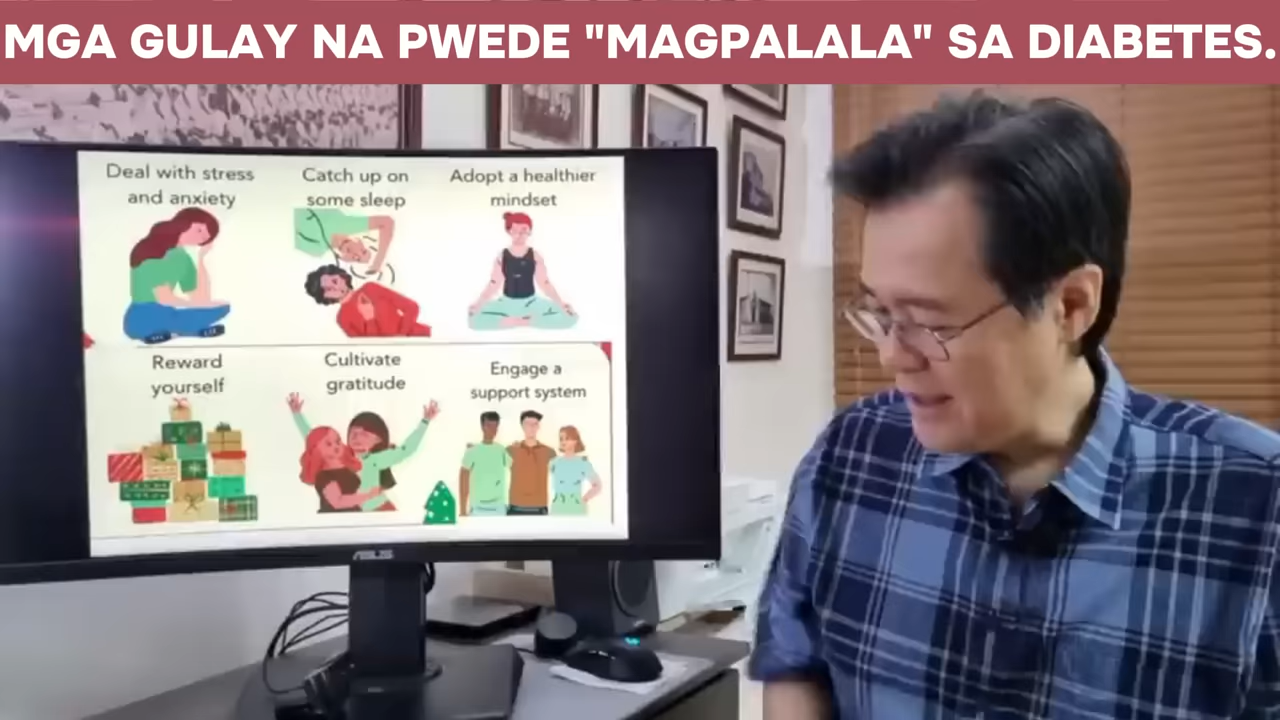 MGA GULAY NA PWEDE "MAGPALALA" SA DIABETES.
Deal with stress
and anxiety
Catch up on
some sleep
Adopt a healthier
mindset
Reward
yourself
Cultivate
gratitude
Engage a
support system
ASUS